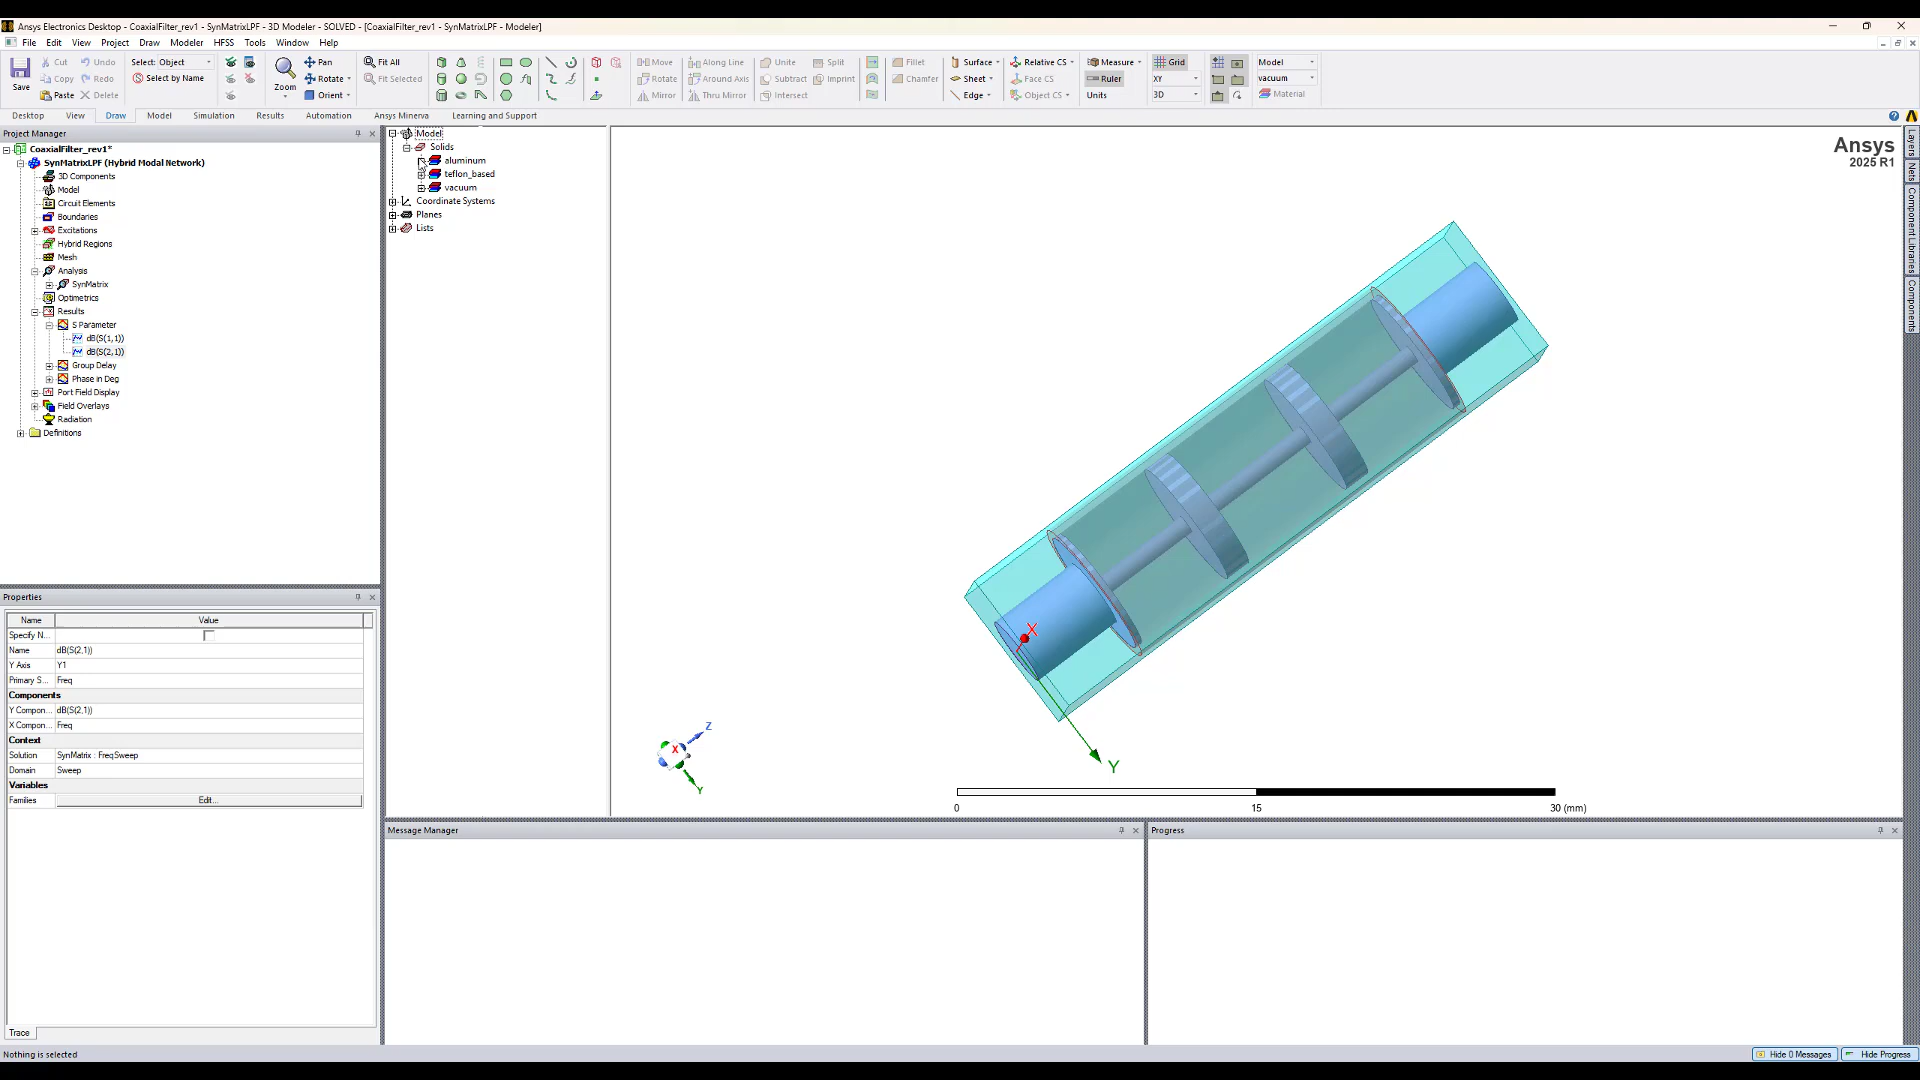 Ansys Electronics Desktop - CoaxialFilter_rev1 - SynMatrixLPF - 3D Modeler - SOLVED - [CoaxialFilter_rev1 - SynMatrixLPF - Modeler]
File Edit View Project Draw Modeler HFSS Tools Window Help
Save
Cut Undo
Copy Redo
Paste Delete
Select: Object
Select by Name
Zoom
Pan
Rotate
Orient
Fit All
Fit Selected
Move Along Line Unite Split
Rotate Around Axis Subtract Imprint
Mirror Thru Mirror Intersect
Fillet
Chamfer
Surface Relative CS Measure Grid
Sheet Face CS Ruler XY
Edge Object CS Units 3D
Model
vacuum
Material
Desktop View Draw Model Simulation Results Automation Ansys Minerva Learning and Support
Project Manager
CoaxialFilter_rev1*
SynMatrixLPF (Hybrid Modal Network)
3D Components
Model
Circuit Elements
Boundaries
Excitations
Hybrid Regions
Mesh
Analysis
SynMatrix
Optimetrics
Results
S Parameter
dB(S(1,1))
dB(S(2,1))
Group Delay
Phase in Deg
Port Field Display
Field Overlays
Radiation
Definitions
Model
Solids
aluminum
teflon_based
vacuum
Coordinate Systems
Planes
Lists
Ansys
2025 R1
X
Y
Z
X
Y
0 15 30 (mm)
Layers
Nets
Component Libraries
Components
Properties
Name Value
Specify N...
Name dB(S(2,1))
Y Axis Y1
Primary S... Freq
Components
Y Compon... dB(S(2,1))
X Compon... Freq
Context
Solution SynMatrix : FreqSweep
Domain Sweep
Variables
Families Edit...
Trace
Message Manager
Progress
Nothing is selected
Hide 0 Messages
Hide Progress